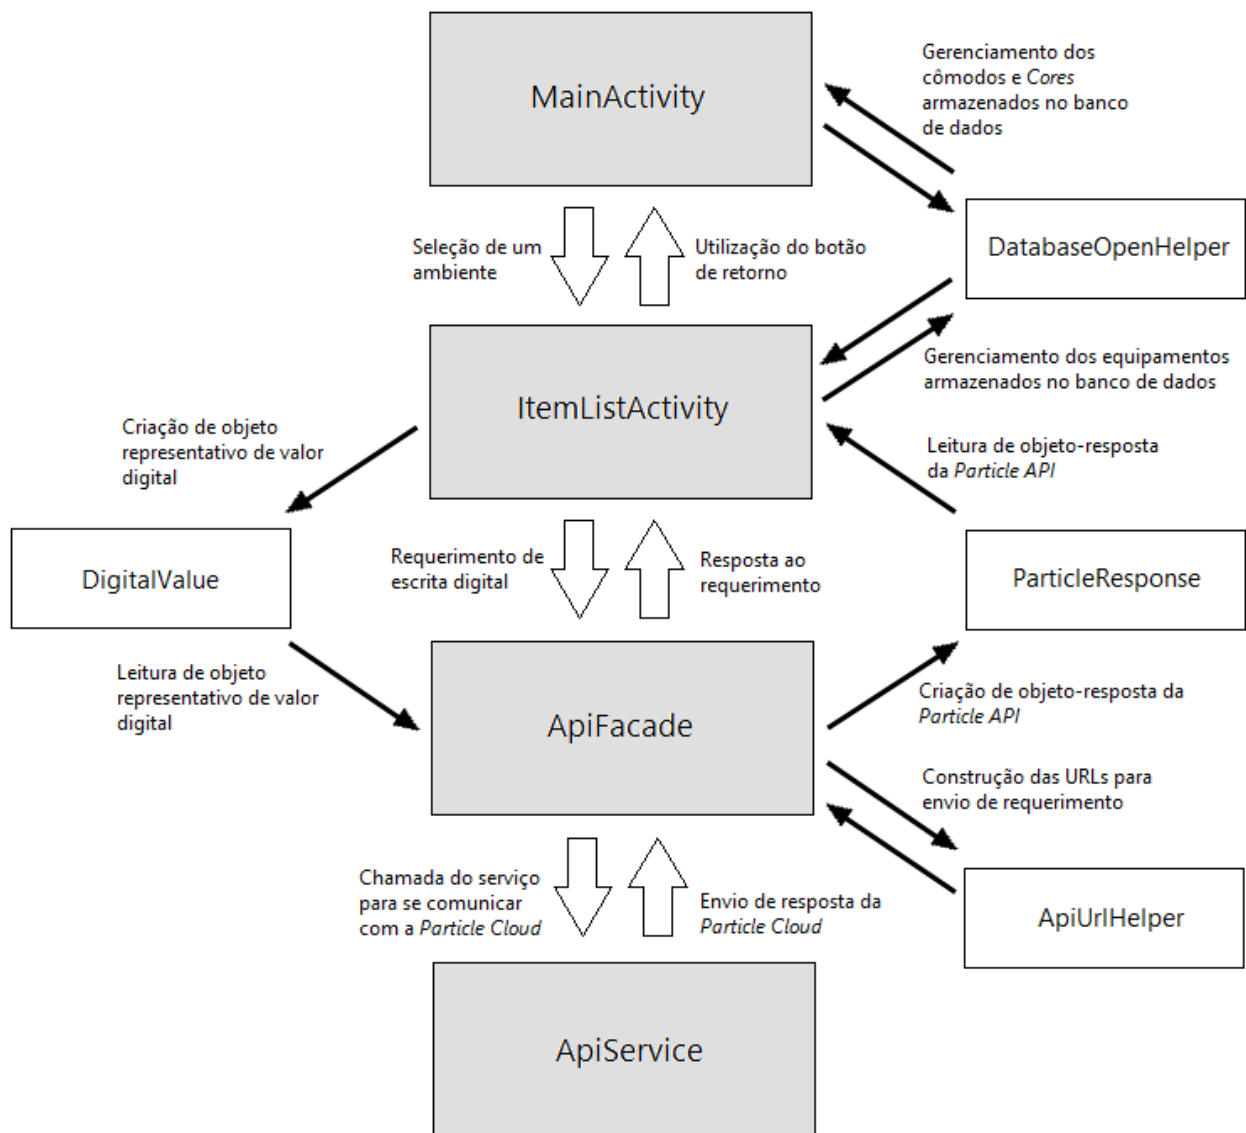 MainActivity
Gerenciamento dos
cômodos e Cores
armazenados no banco
de dados
Seleção de um
ambiente
Utilização do botão
de retorno
DatabaseOpenHelper
ItemListActivity
Gerenciamento dos equipamentos
armazenados no banco de dados
Criação de objeto
representativo de valor
digital
Leitura de objeto-resposta
da Particle API
DigitalValue
Requerimento de
escrita digital
Resposta ao
requerimento
ParticleResponse
Leitura de objeto
representativo de valor
digital
ApiFacade
Criação de objeto-resposta da
Particle API
Construção das URLs para
envio de requerimento
Chamada do serviço
para se comunicar
com a Particle Cloud
Envio de resposta da
Particle Cloud
ApiUrlHelper
ApiService